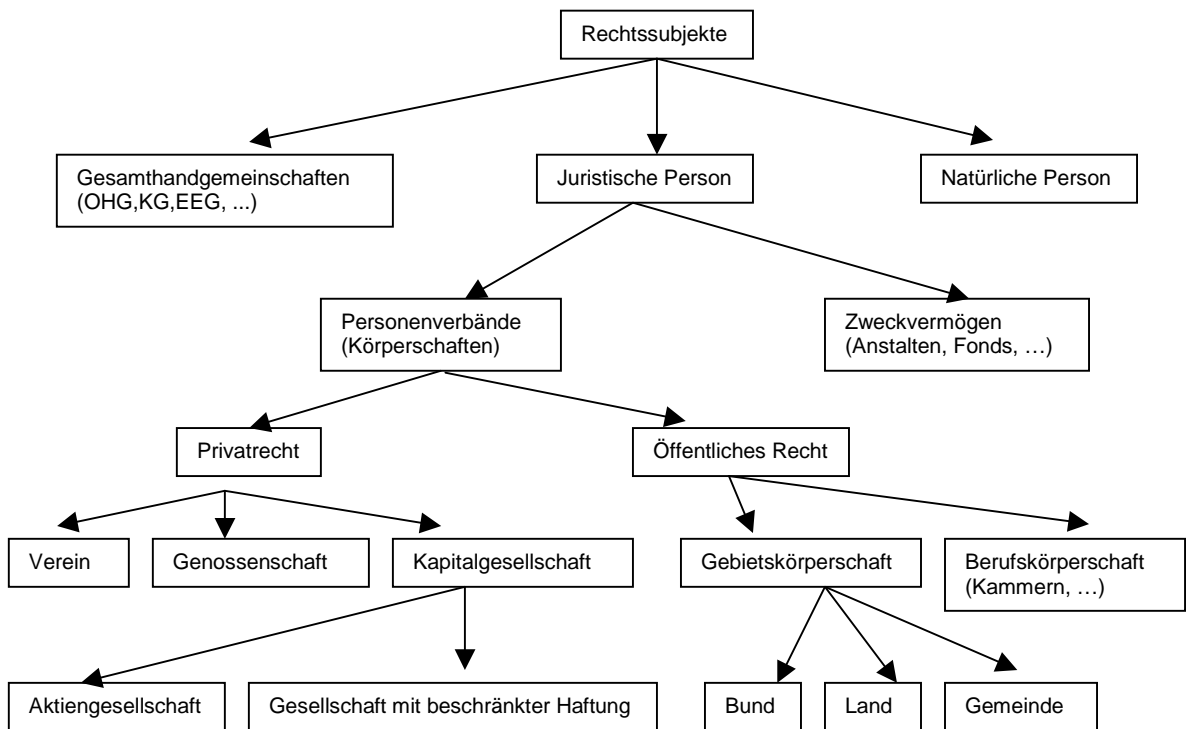 Rechtssubjekte
Gesamthandgemeinschaften
(OHG,KG,EEG, ...)
Juristische Person
Natürliche Person
Personenverbände
(Körperschaften)
Zweckvermögen
(Anstalten, Fonds, …)
Privatrecht
Öffentliches Recht
Verein
Genossenschaft
Kapitalgesellschaft
Gebietskörperschaft
Berufskörperschaft
(Kammern, …)
Aktiengesellschaft
Gesellschaft mit beschränkter Haftung
Bund
Land
Gemeinde